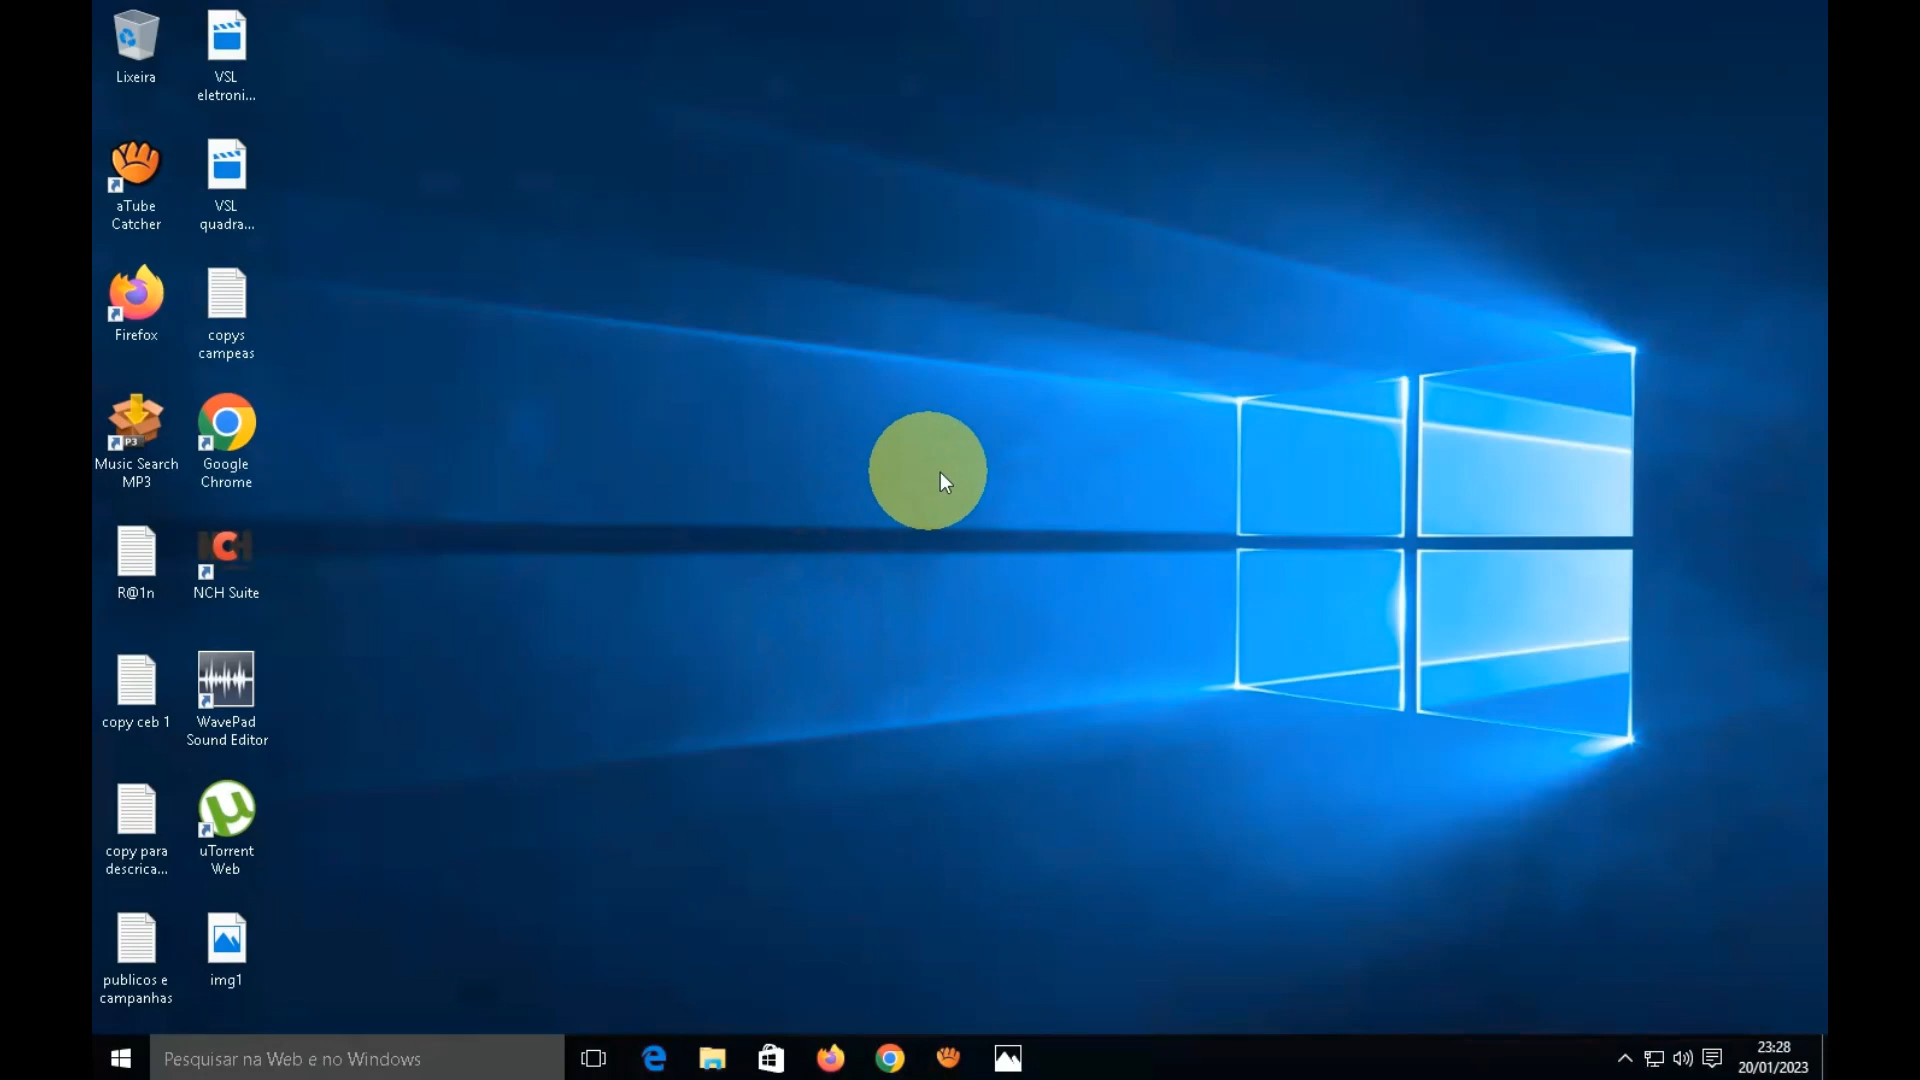 Lixeira
VSL
eletroni...
aTube
Catcher
VSL
quadra...
Firefox
copys
campeas
P3
Music Search
MP3
Google
Chrome
R@1n
NCH
NCH Suite
copy ceb 1
WavePad
Sound Editor
copy para
descrica...
µ
uTorrent
Web
publicos e
campanhas
img1
Pesquisar na Web e no Windows
23:28
20/01/2023